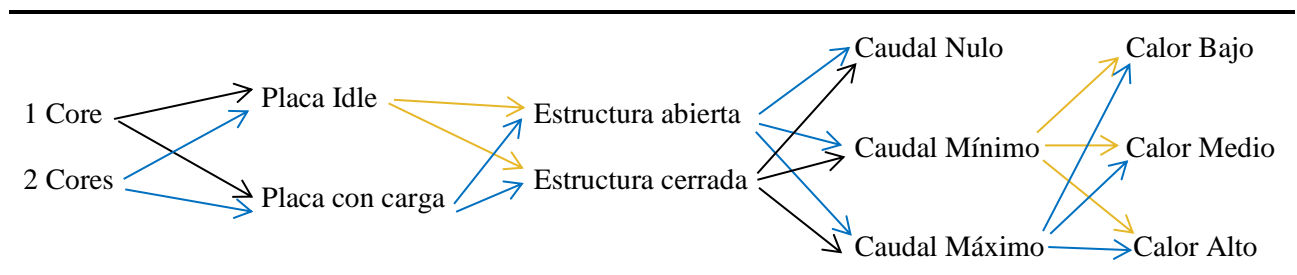 1 Core
2 Cores
Placa Idle
Placa con carga
Estructura abierta
Estructura cerrada
Caudal Nulo
Caudal Mínimo
Caudal Máximo
Calor Bajo
Calor Medio
Calor Alto